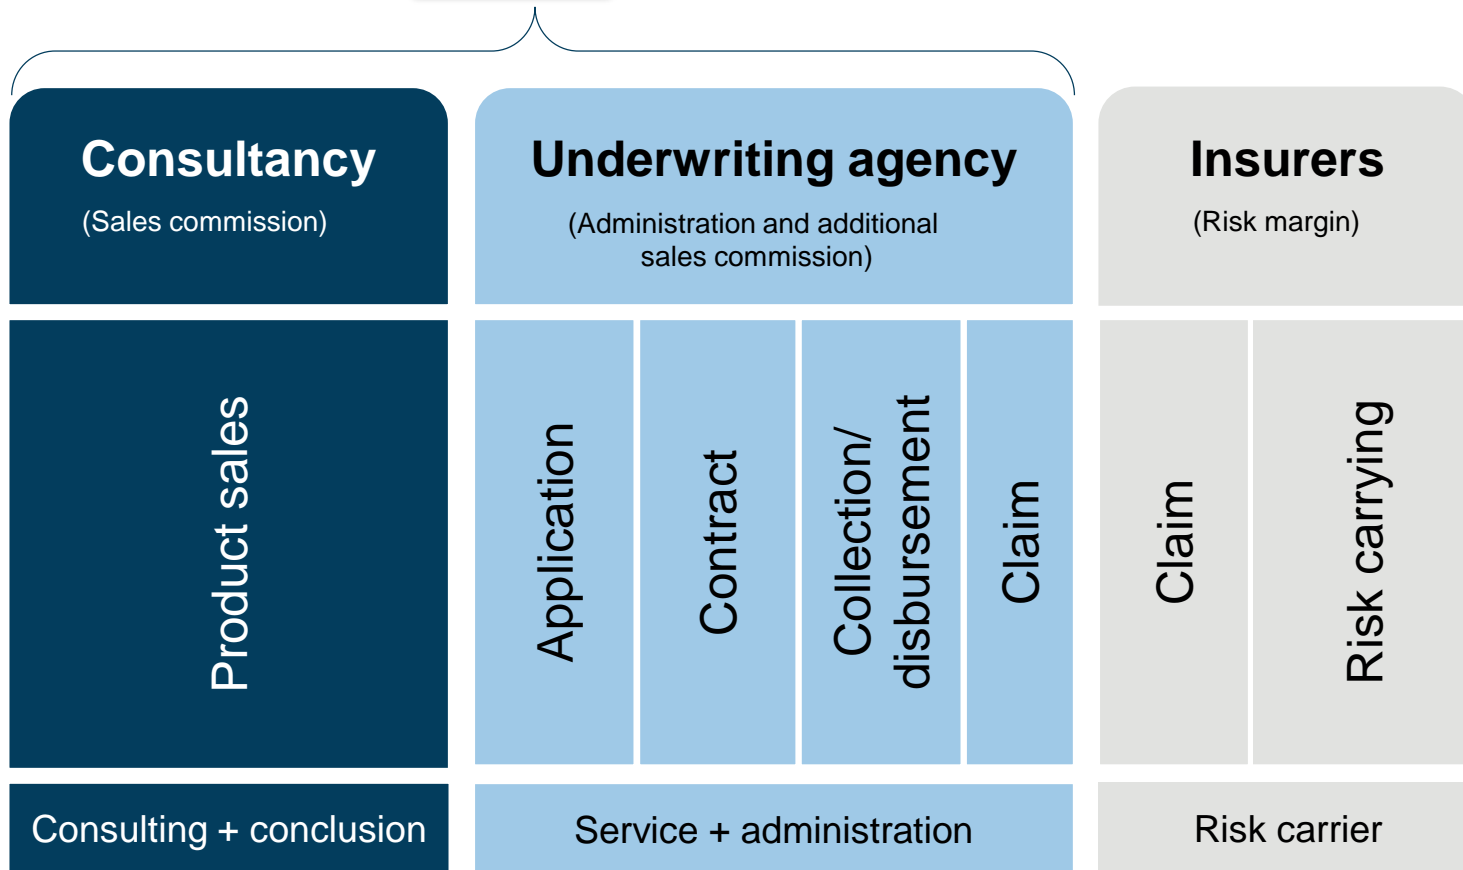 Consultancy
(Sales commission)
Underwriting agency
(Administration and additional
sales commission)
Insurers
(Risk margin)
Product sales
Application
Contract
Collection/
disbursement
Claim
Claim
Risk carrying
Consulting + conclusion
Service + administration
Risk carrier